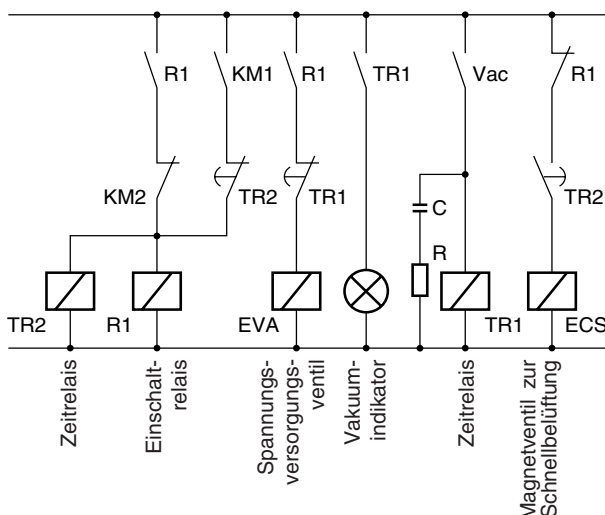 R1
KM1
R1
TR1
Vac
R1
KM2
TR2
TR1
C
TR2
R
TR2
R1
EVA
TR1
ECS
Zeitrelais
Einschalt-
relais
Spannungs-
versorgungs-
ventil
Vakuum-
indikator
Zeitrelais
Magnetventil zur
Schnellbelüftung